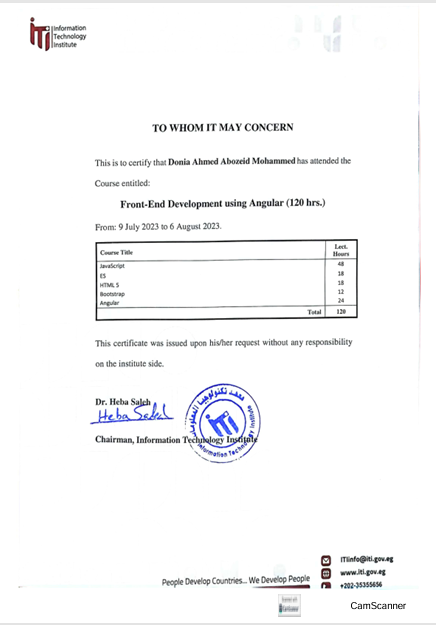 iTi
Information
Technology
Institute
TO WHOM IT MAY CONCERN
This is to certify that Donia Ahmed Abozeid Mohammed has attended the
Course entitled:
Front-End Development using Angular (120 hrs.)
From: 9 July 2023 to 6 August 2023.
Course Title Lect. Hours
JavaScript 48
ES 18
HTML 5 18
Bootstrap 12
Angular 24
Total 120
This certificate was issued upon his/her request without any responsibility
on the institute side.
Dr. Heba Saleh
Heba Saleh
Chairman, Information Technology Institute
معهد تكنولوجيا المعلومات
iTi
Information Technology Institute
ITIinfo@iti.gov.eg
www.iti.gov.eg
+202-35355656
People Develop Countries... We Develop People
CamScanner